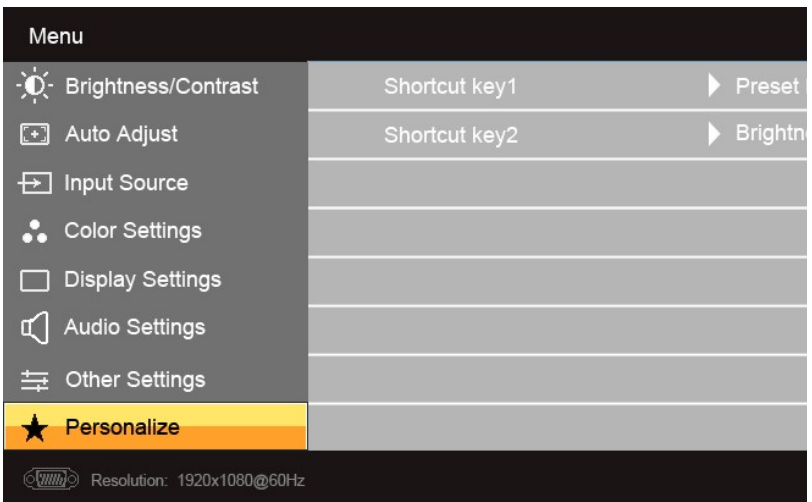 Menu
Brightness/Contrast
Shortcut key1
Preset
Auto Adjust
Shortcut key2
Input Source
Color Settings
Display Settings
Audio Settings
Other Settings
Personalize
Resolution: 1920x1080@60Hz